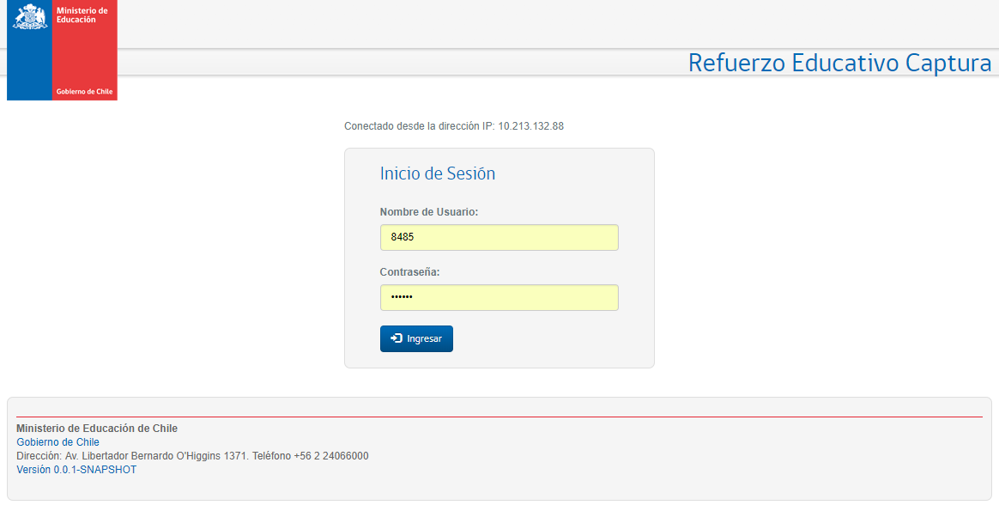 Ministerio de
Educación
Gobierno de Chile
Refuerzo Educativo Captura
Conectado desde la dirección IP: 10.213.132.88
Inicio de Sesión
Nombre de Usuario:
8485
Contraseña:
••••••
Ingresar
Ministerio de Educación de Chile
Gobierno de Chile
Dirección: Av. Libertador Bernardo O'Higgins 1371. Teléfono +56 2 24066000
Versión 0.0.1-SNAPSHOT